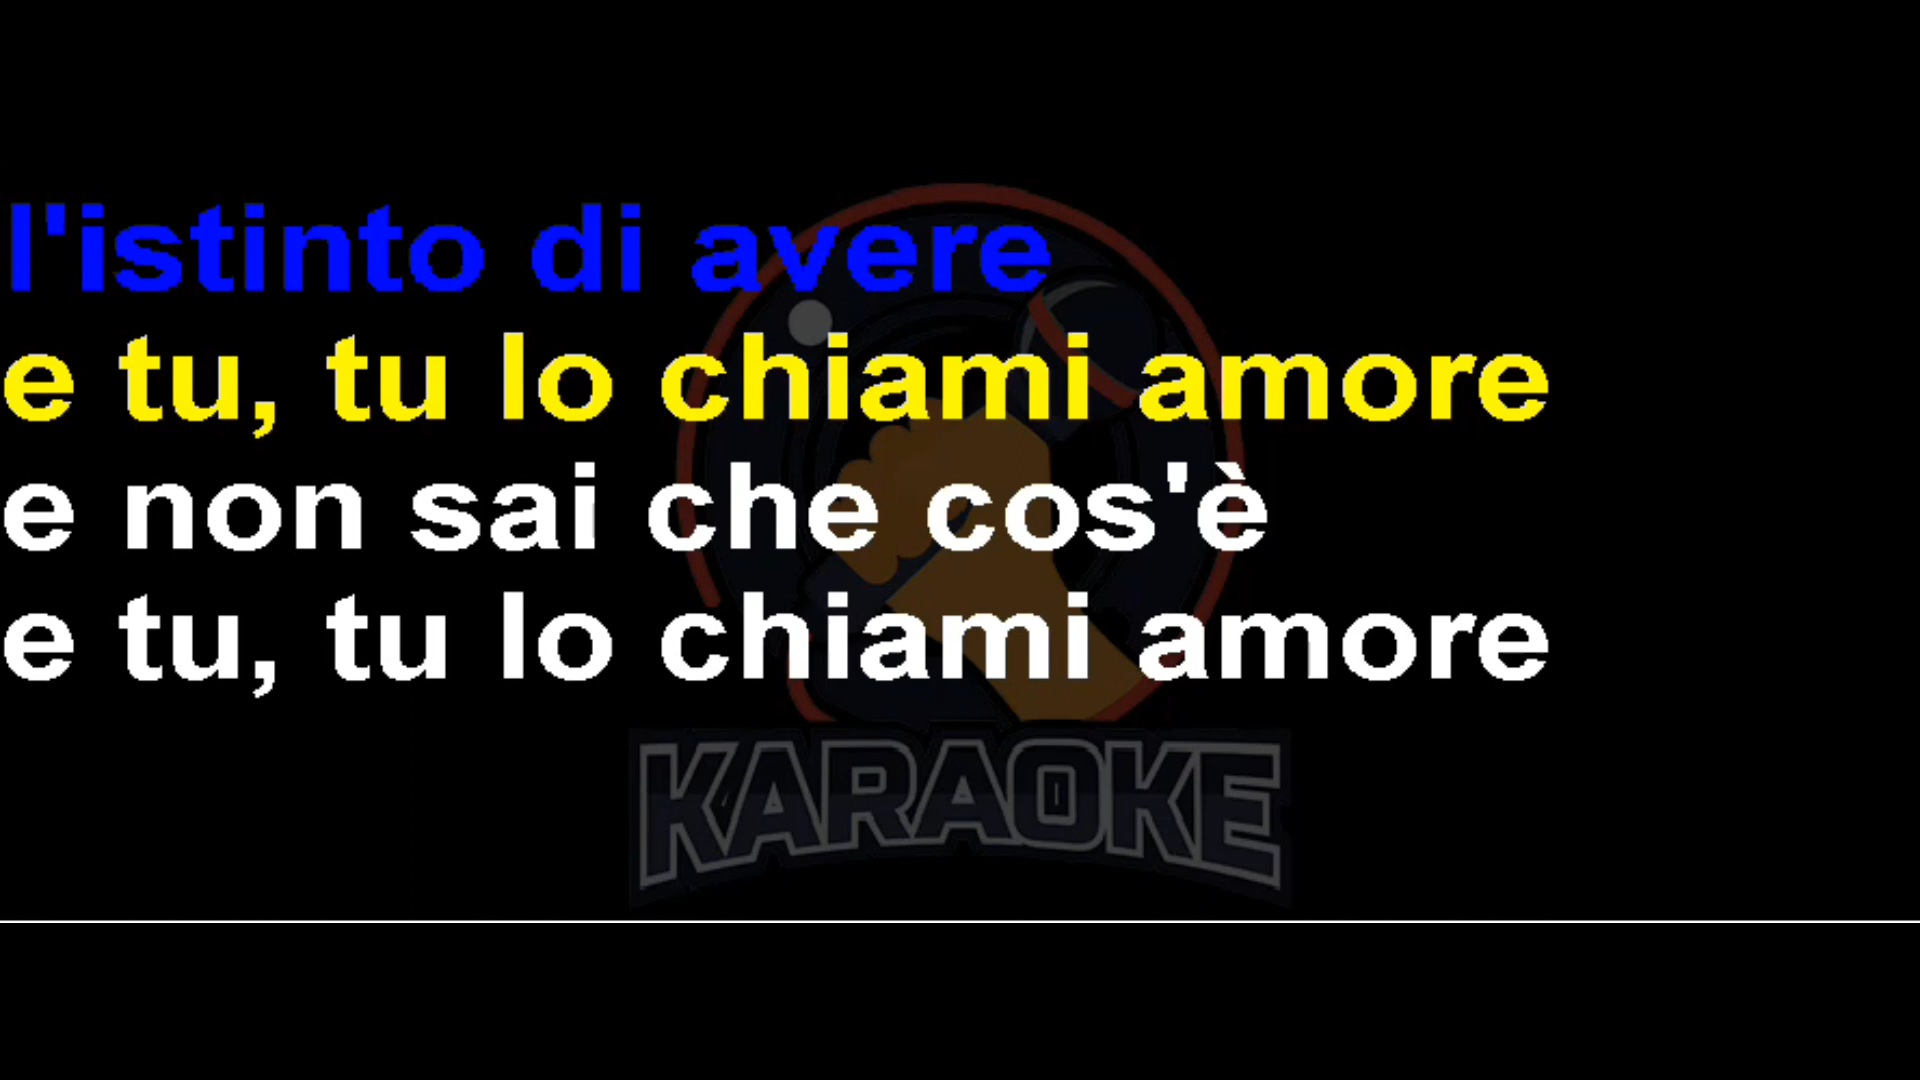 l'istinto di avere
e tu, tu lo chiami amore
e non sai che cos'è
e tu, tu lo chiami amore
KARAOKE